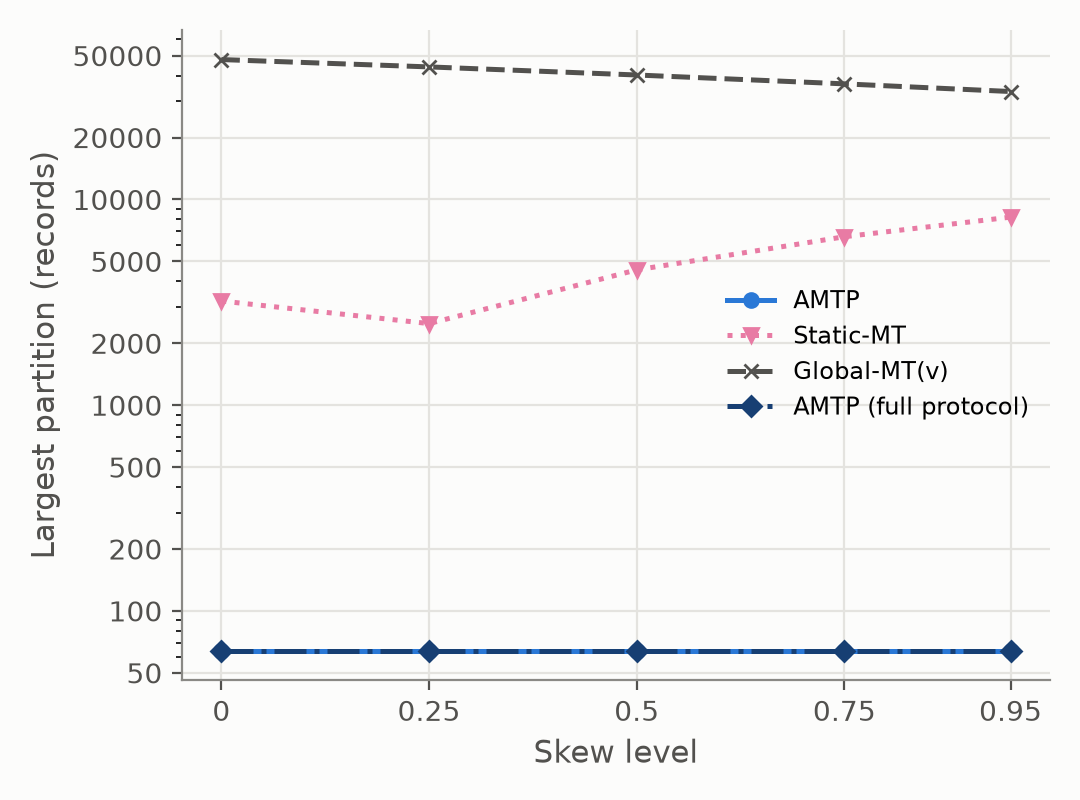 Largest partition (records)
50000
20000
10000
5000
2000
1000
500
200
100
50
AMTP
Static-MT
Global-MT(v)
AMTP (full protocol)
0 0.25 0.5 0.75 0.95
Skew level